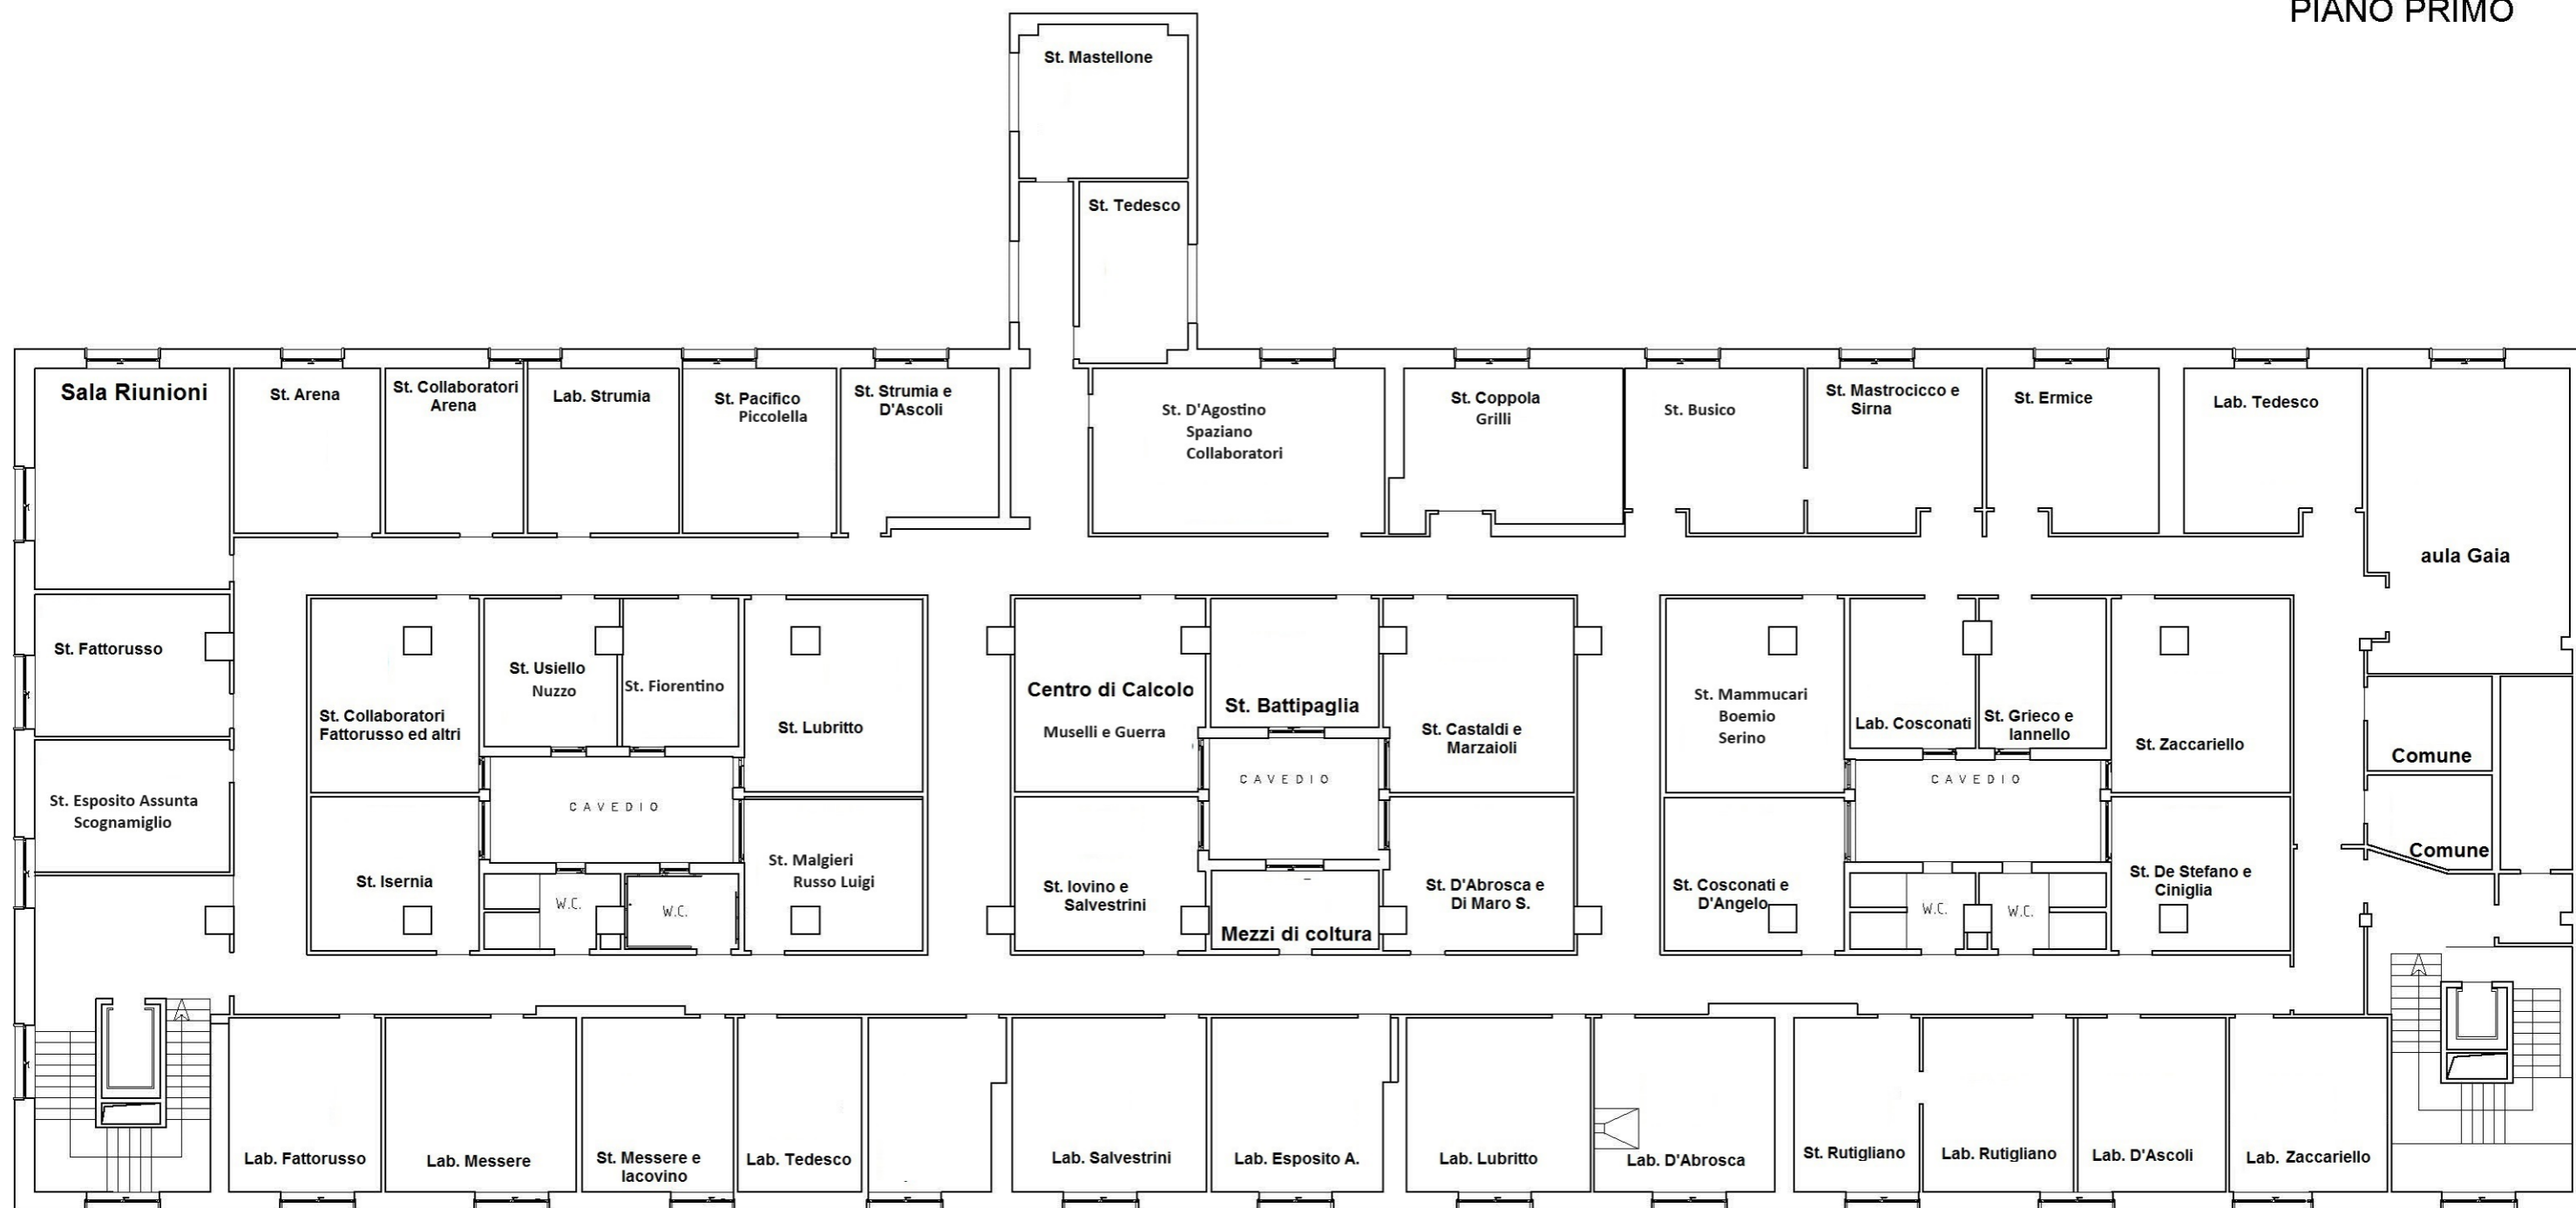 PIANO PRIMO
St. Mastellone
St. Tedesco
Sala Riunioni
St. Arena
St. Collaboratori
Arena
Lab. Strumia
St. Pacifico
Piccolella
St. Strumia e
D'Ascoli
St. D'Agostino
Spaziano
Collaboratori
St. Coppola
Grilli
St. Busico
St. Mastrocicco e
Sirna
St. Ermice
Lab. Tedesco
aula Gaia
St. Fattorusso
St. Collaboratori
Fattorusso ed altri
St. Usiello
Nuzzo
St. Fiorentino
St. Lubritto
Centro di Calcolo
Muselli e Guerra
St. Battipaglia
St. Castaldi e
Marzaioli
St. Mammucari
Boemio
Serino
Lab. Cosconati
St. Grieco e
Iannello
St. Zaccariello
Comune
St. Esposito Assunta
Scognamiglio
CAVEDIO
CAVEDIO
CAVEDIO
Comune
St. Isernia
W.C.
W.C.
St. Malgieri
Russo Luigi
St. Iovino e
Salvestrini
Mezzi di coltura
St. D'Abrosca e
Di Maro S.
St. Cosconati e
D'Angelo
W.C.
W.C.
St. De Stefano e
Ciniglia
Lab. Fattorusso
Lab. Messere
St. Messere e
Iacovino
Lab. Tedesco
Lab. Salvestrini
Lab. Esposito A.
Lab. Lubritto
Lab. D'Abrosca
St. Rutigliano
Lab. Rutigliano
Lab. D'Ascoli
Lab. Zaccariello